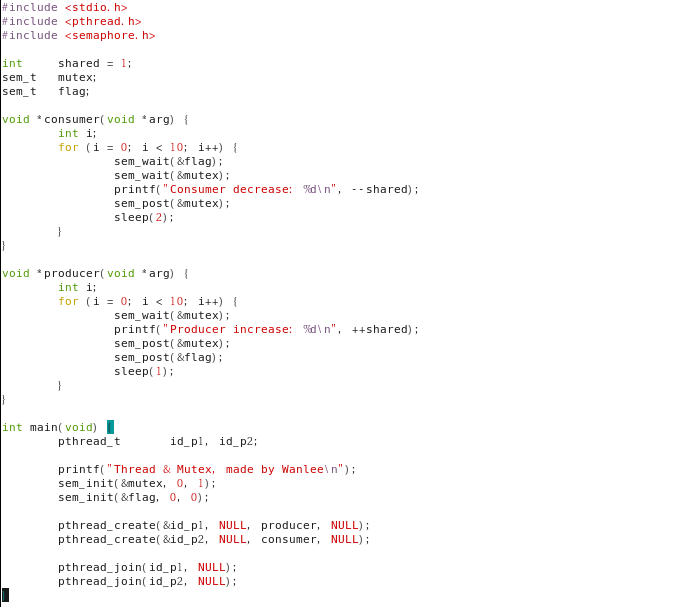 #include <stdio.h>
#include <pthread.h>
#include <semaphore.h>

int     shared = 1;
sem_t   mutex;
sem_t   flag;

void *consumer(void *arg) {
        int i;
        for (i = 0; i < 10; i++) {
                sem_wait(&flag);
                sem_wait(&mutex);
                printf("Consumer decrease: %d\n", --shared);
                sem_post(&mutex);
                sleep(2);
        }
}

void *producer(void *arg) {
        int i;
        for (i = 0; i < 10; i++) {
                sem_wait(&mutex);
                printf("Producer increase: %d\n", ++shared);
                sem_post(&mutex);
                sem_post(&flag);
                sleep(1);
        }
}

int main(void) {
        pthread_t       id_p1, id_p2;

        printf("Thread & Mutex, made by Wanlee\n");
        sem_init(&mutex, 0, 1);
        sem_init(&flag, 0, 0);

        pthread_create(&id_p1, NULL, producer, NULL);
        pthread_create(&id_p2, NULL, consumer, NULL);

        pthread_join(id_p1, NULL);
        pthread_join(id_p2, NULL);
}